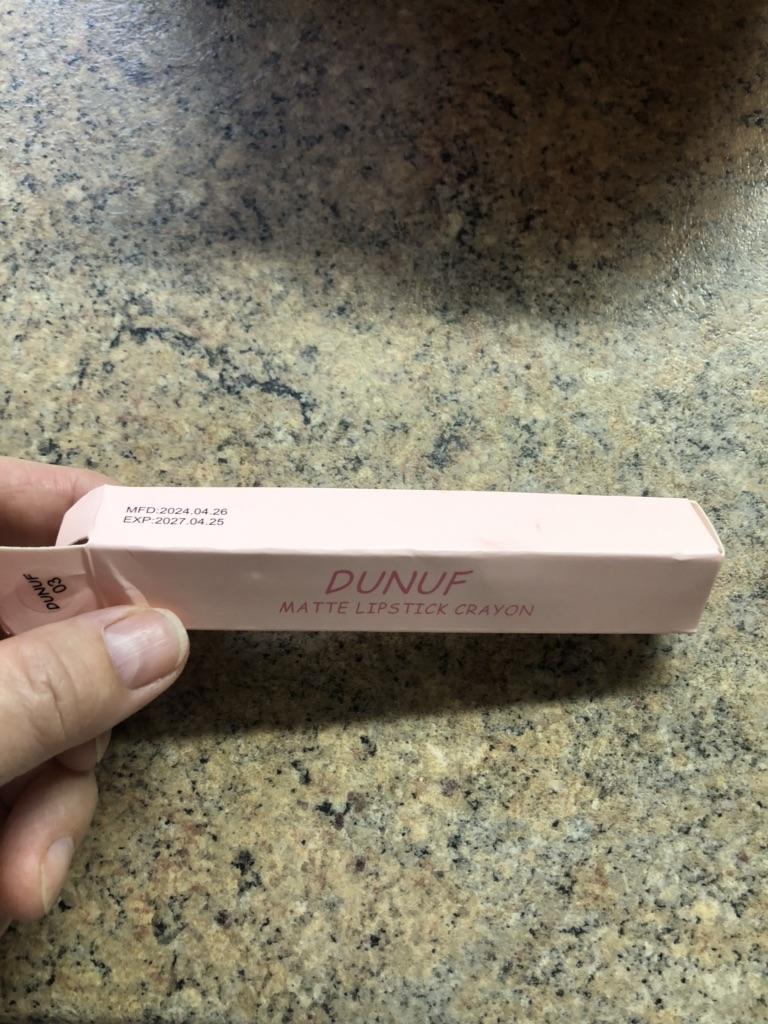 MFD:2024.04.26
EXP:2027.04.25
DUNUF
MATTE LIPSTICK CRAYON
DUNUF
03